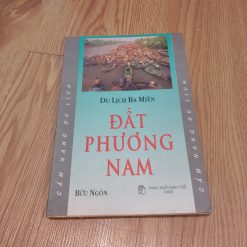 DU LỊCH BA MIỀN
ĐẤT
PHƯƠNG
NAM
BỬU NGÔN
NHÀ XUẤT BẢN TRẺ
1999
CẨM NANG DU LỊCH
CẨM NANG DU LỊCH